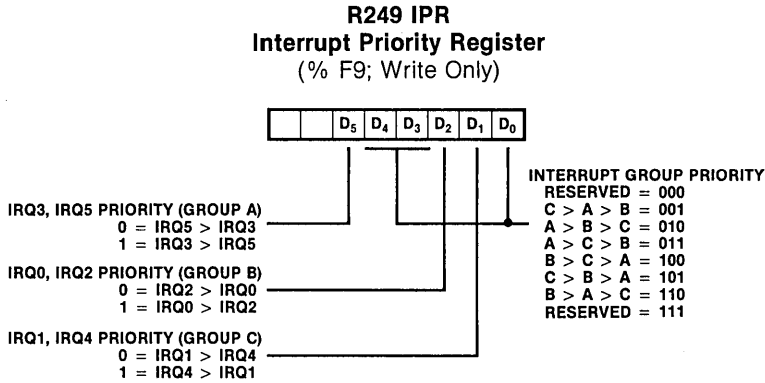 R249 IPR
Interrupt Priority Register
(% F9; Write Only)
D5 D4 D3 D2 D1 D0
INTERRUPT GROUP PRIORITY
RESERVED = 000
C > A > B = 001
A > B > C = 010
A > C > B = 011
B > C > A = 100
C > B > A = 101
B > A > C = 110
RESERVED = 111
IRQ3, IRQ5 PRIORITY (GROUP A)
0 = IRQ5 > IRQ3
1 = IRQ3 > IRQ5
IRQ0, IRQ2 PRIORITY (GROUP B)
0 = IRQ2 > IRQ0
1 = IRQ0 > IRQ2
IRQ1, IRQ4 PRIORITY (GROUP C)
0 = IRQ1 > IRQ4
1 = IRQ4 > IRQ1